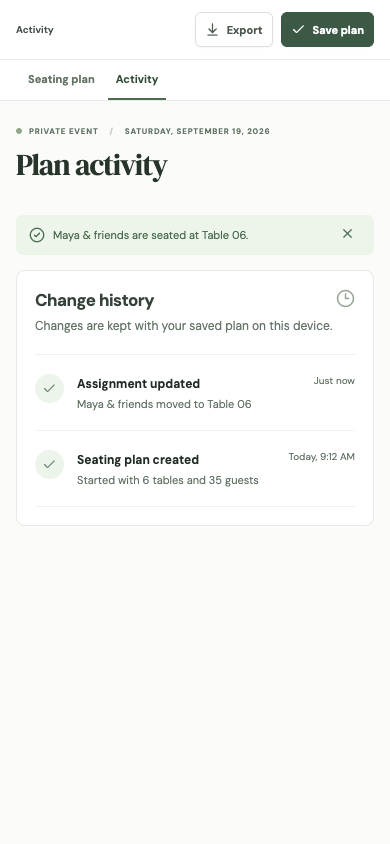 Activity
Export
Save plan
Seating plan
Activity
PRIVATE EVENT / SATURDAY, SEPTEMBER 19, 2026
Plan activity
Maya & friends are seated at Table 06.
Change history
Changes are kept with your saved plan on this device.
Assignment updated
Just now
Maya & friends moved to Table 06
Seating plan created
Today, 9:12 AM
Started with 6 tables and 35 guests